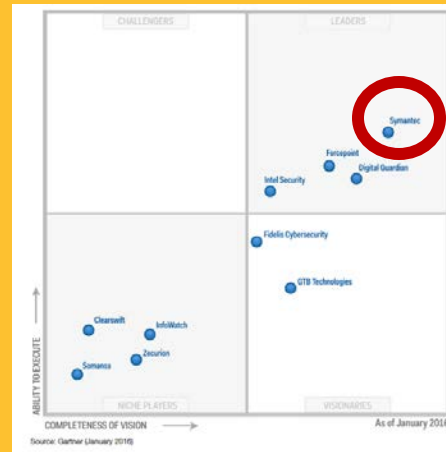 CHALLENGERS
LEADERS
Symantec
Forcepoint
Digital Guardian
Intel Security
Fidelis Cybersecurity
GTB Technologies
Clearswift
InfoWatch
Zecurion
Somansa
NICHE PLAYERS
VISIONARIES
ABILITY TO EXECUTE
COMPLETENESS OF VISION
As of January 2016
Source: Gartner (January 2016)